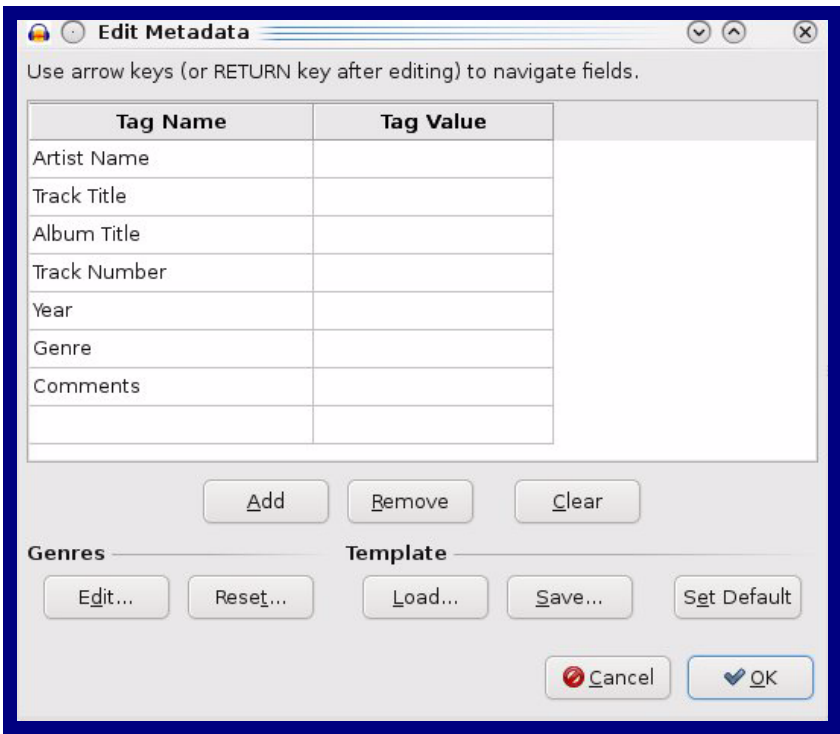 Edit Metadata
Use arrow keys (or RETURN key after editing) to navigate fields.
Tag Name Tag Value
Artist Name
Track Title
Album Title
Track Number
Year
Genre
Comments
Add Remove Clear
Genres Template
Edit... Reset... Load... Save... Set Default
Cancel OK